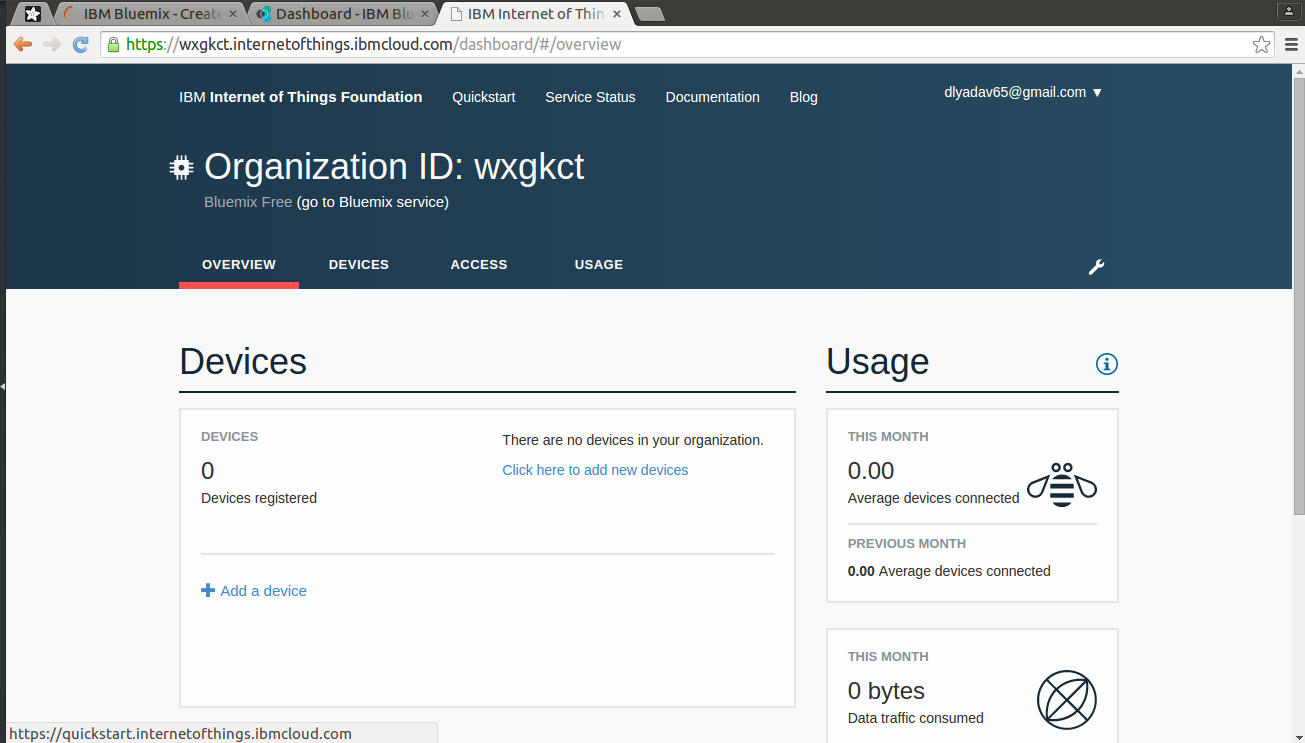 IBM Bluemix - Create
Dashboard - IBM Blu
IBM Internet of Thin
https://wxgkct.internetofthings.ibmcloud.com/dashboard/#/overview
IBM Internet of Things Foundation Quickstart Service Status Documentation Blog dlyadav65@gmail.com ▼
Organization ID: wxgkct
Bluemix Free (go to Bluemix service)
OVERVIEW DEVICES ACCESS USAGE
Devices
DEVICES
0
Devices registered
There are no devices in your organization.
Click here to add new devices
Add a device
Usage
THIS MONTH
0.00
Average devices connected
PREVIOUS MONTH
0.00 Average devices connected
THIS MONTH
0 bytes
Data traffic consumed
https://quickstart.internetofthings.ibmcloud.com